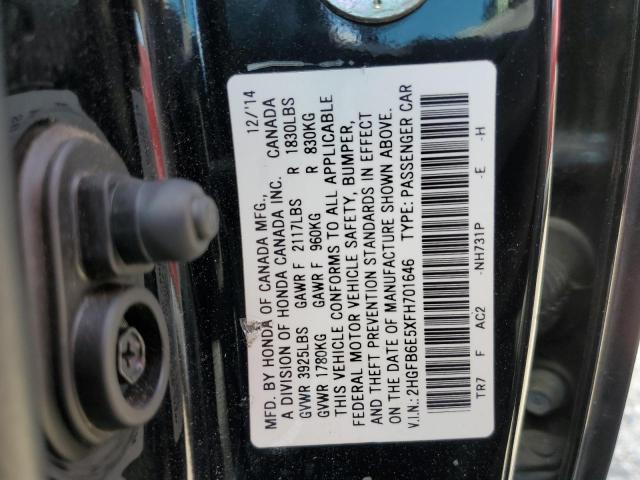 MFD. BY HONDA OF CANADA MFG., 12/14
A DIVISION OF HONDA CANADA INC. CANADA
GVWR 3925LBS GAWR F 2117LBS R 1830LBS
GVWR 1780KG GAWR F 960KG R 830KG
THIS VEHICLE CONFORMS TO ALL APPLICABLE
FEDERAL MOTOR VEHICLE SAFETY, BUMPER,
AND THEFT PREVENTION STANDARDS IN EFFECT
ON THE DATE OF MANUFACTURE SHOWN ABOVE.
V.I.N.: 2HGFB6E5XFH701646 TYPE: PASSENGER CAR
TR7 F AC2 -NH731P -E -H